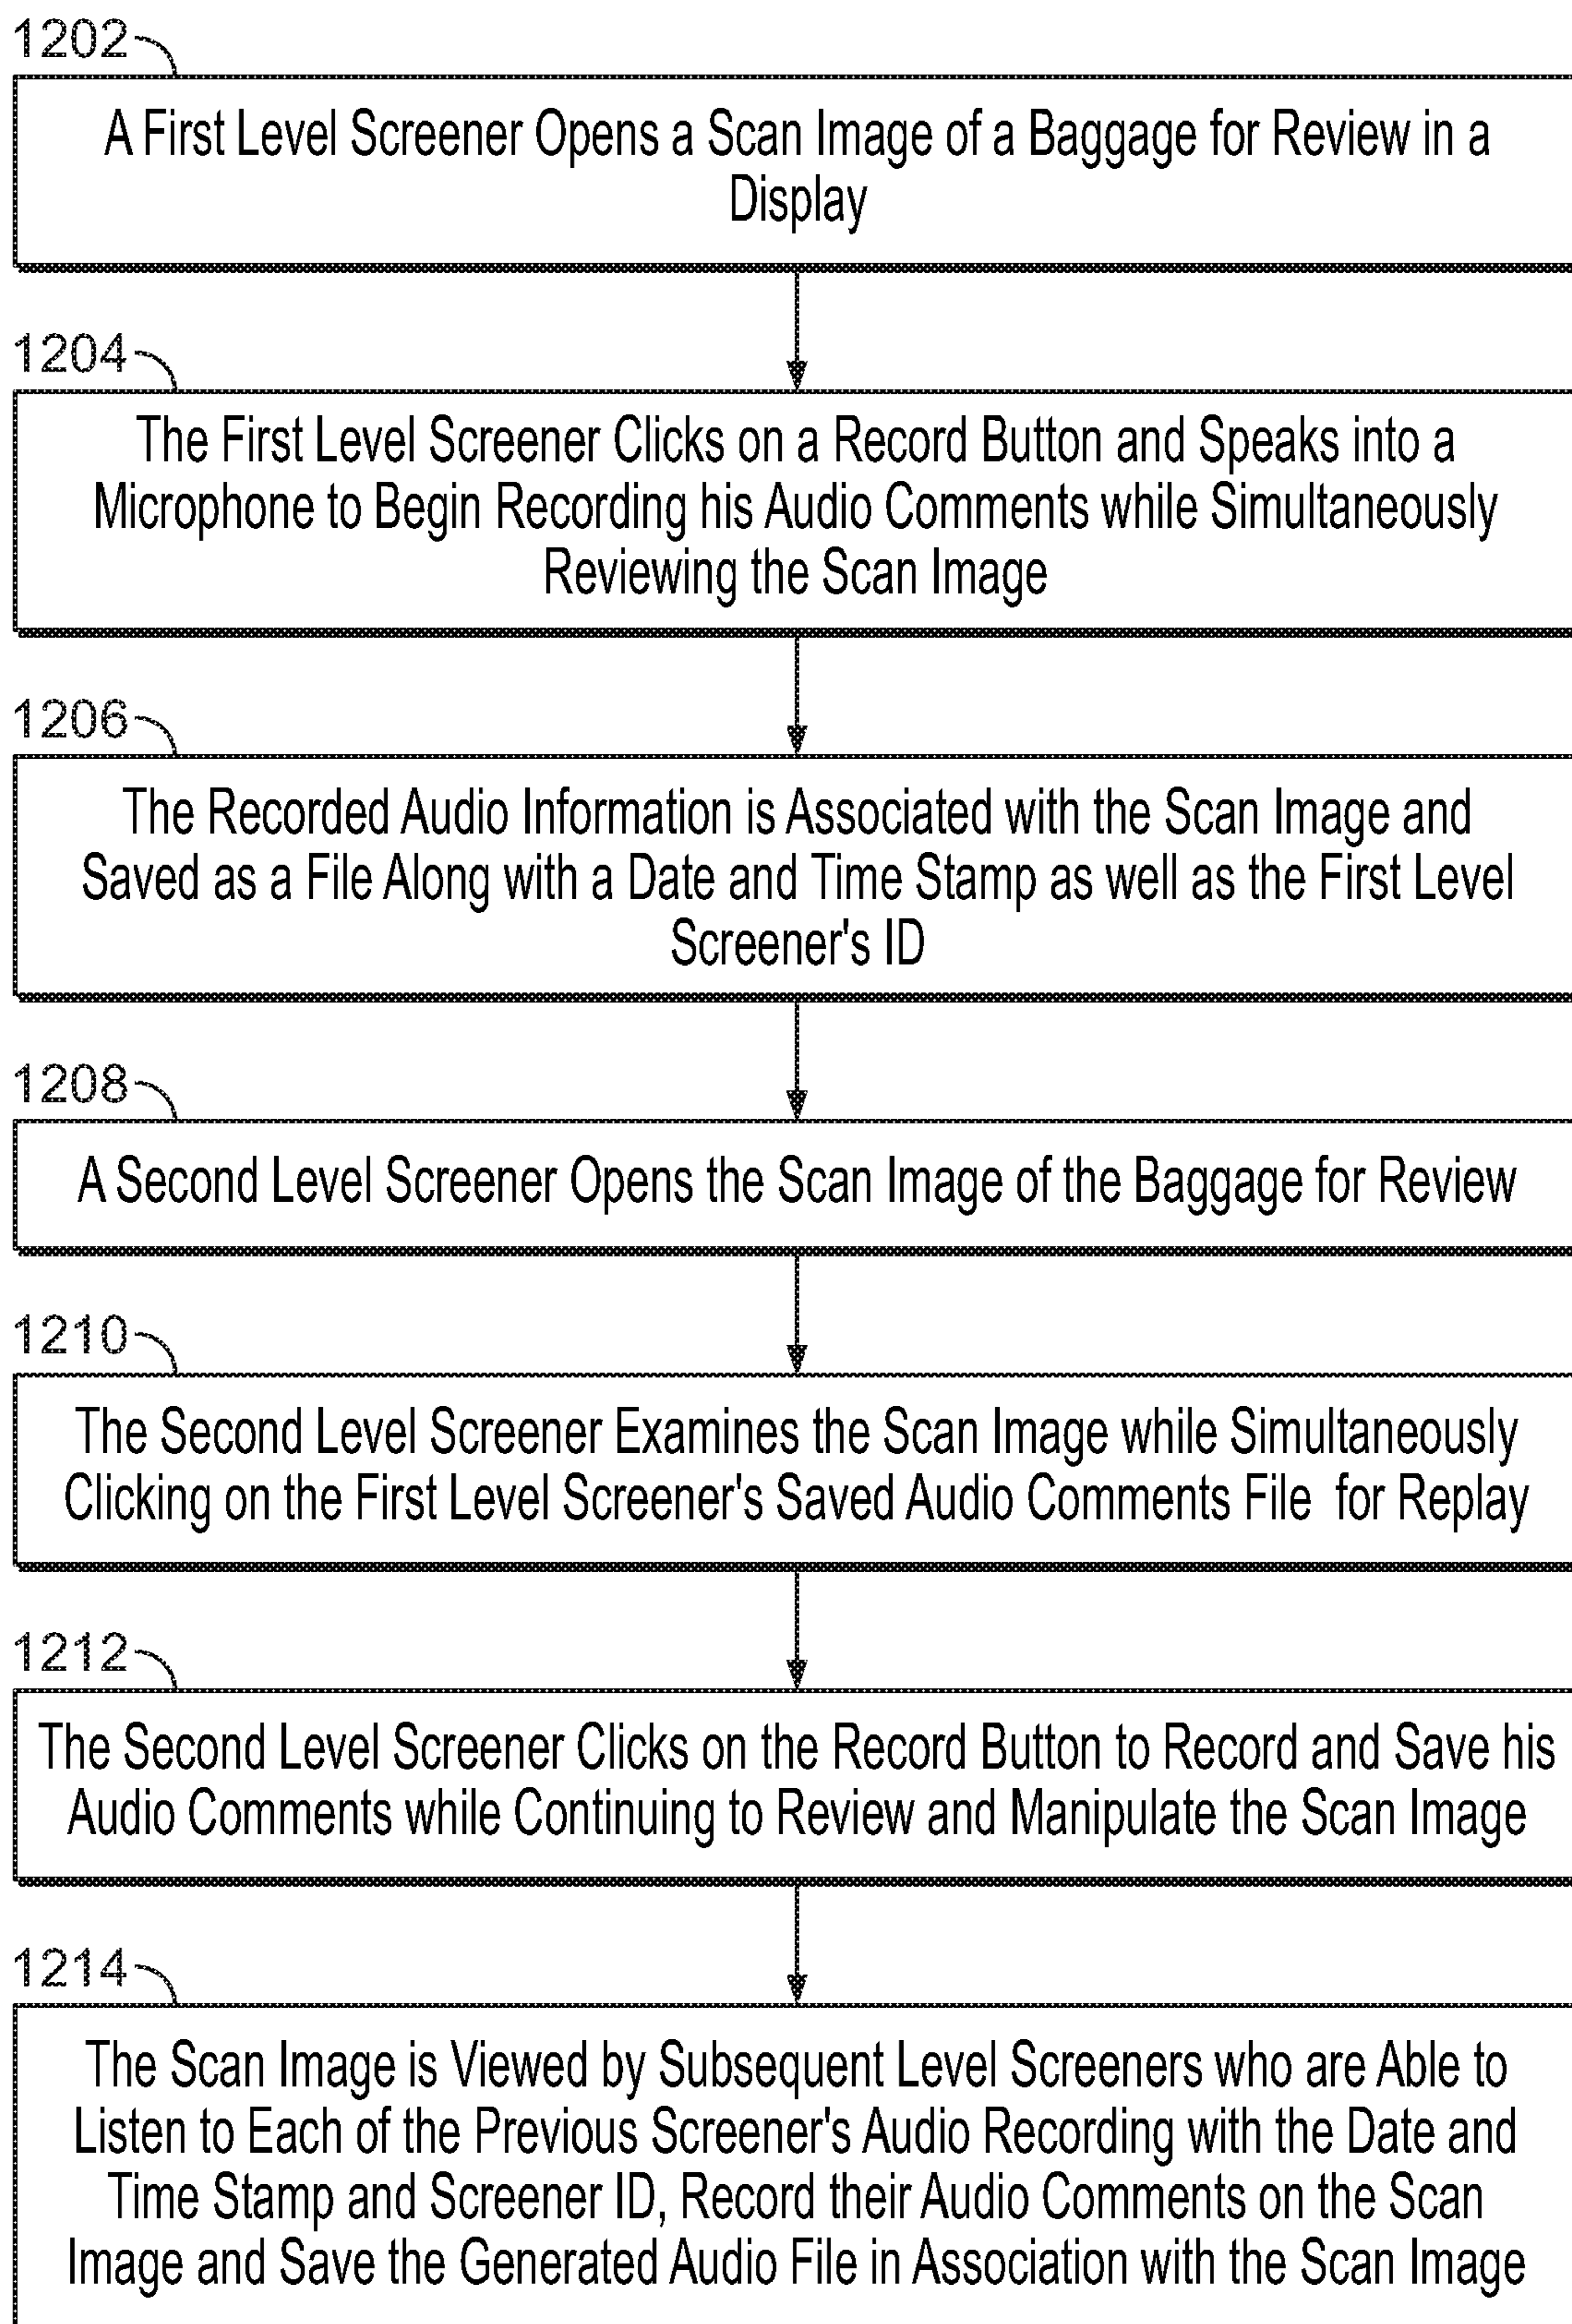 1202
A First Level Screener Opens a Scan Image of a Baggage for Review in a
Display
1204
The First Level Screener Clicks on a Record Button and Speaks into a
Microphone to Begin Recording his Audio Comments while Simultaneously
Reviewing the Scan Image
1206
The Recorded Audio Information is Associated with the Scan Image and
Saved as a File Along with a Date and Time Stamp as well as the First Level
Screener's ID
1208
A Second Level Screener Opens the Scan Image of the Baggage for Review
1210
The Second Level Screener Examines the Scan Image while Simultaneously
Clicking on the First Level Screener's Saved Audio Comments File for Replay
1212
The Second Level Screener Clicks on the Record Button to Record and Save his
Audio Comments while Continuing to Review and Manipulate the Scan Image
1214
The Scan Image is Viewed by Subsequent Level Screeners who are Able to
Listen to Each of the Previous Screener's Audio Recording with the Date and
Time Stamp and Screener ID, Record their Audio Comments on the Scan
Image and Save the Generated Audio File in Association with the Scan Image